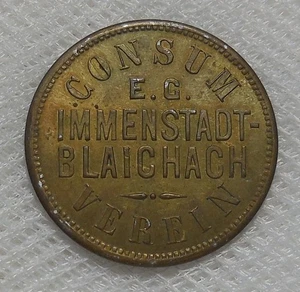 CONSUM
E.G.
IMMENSTADT-
BLAICHACH
VEREIN